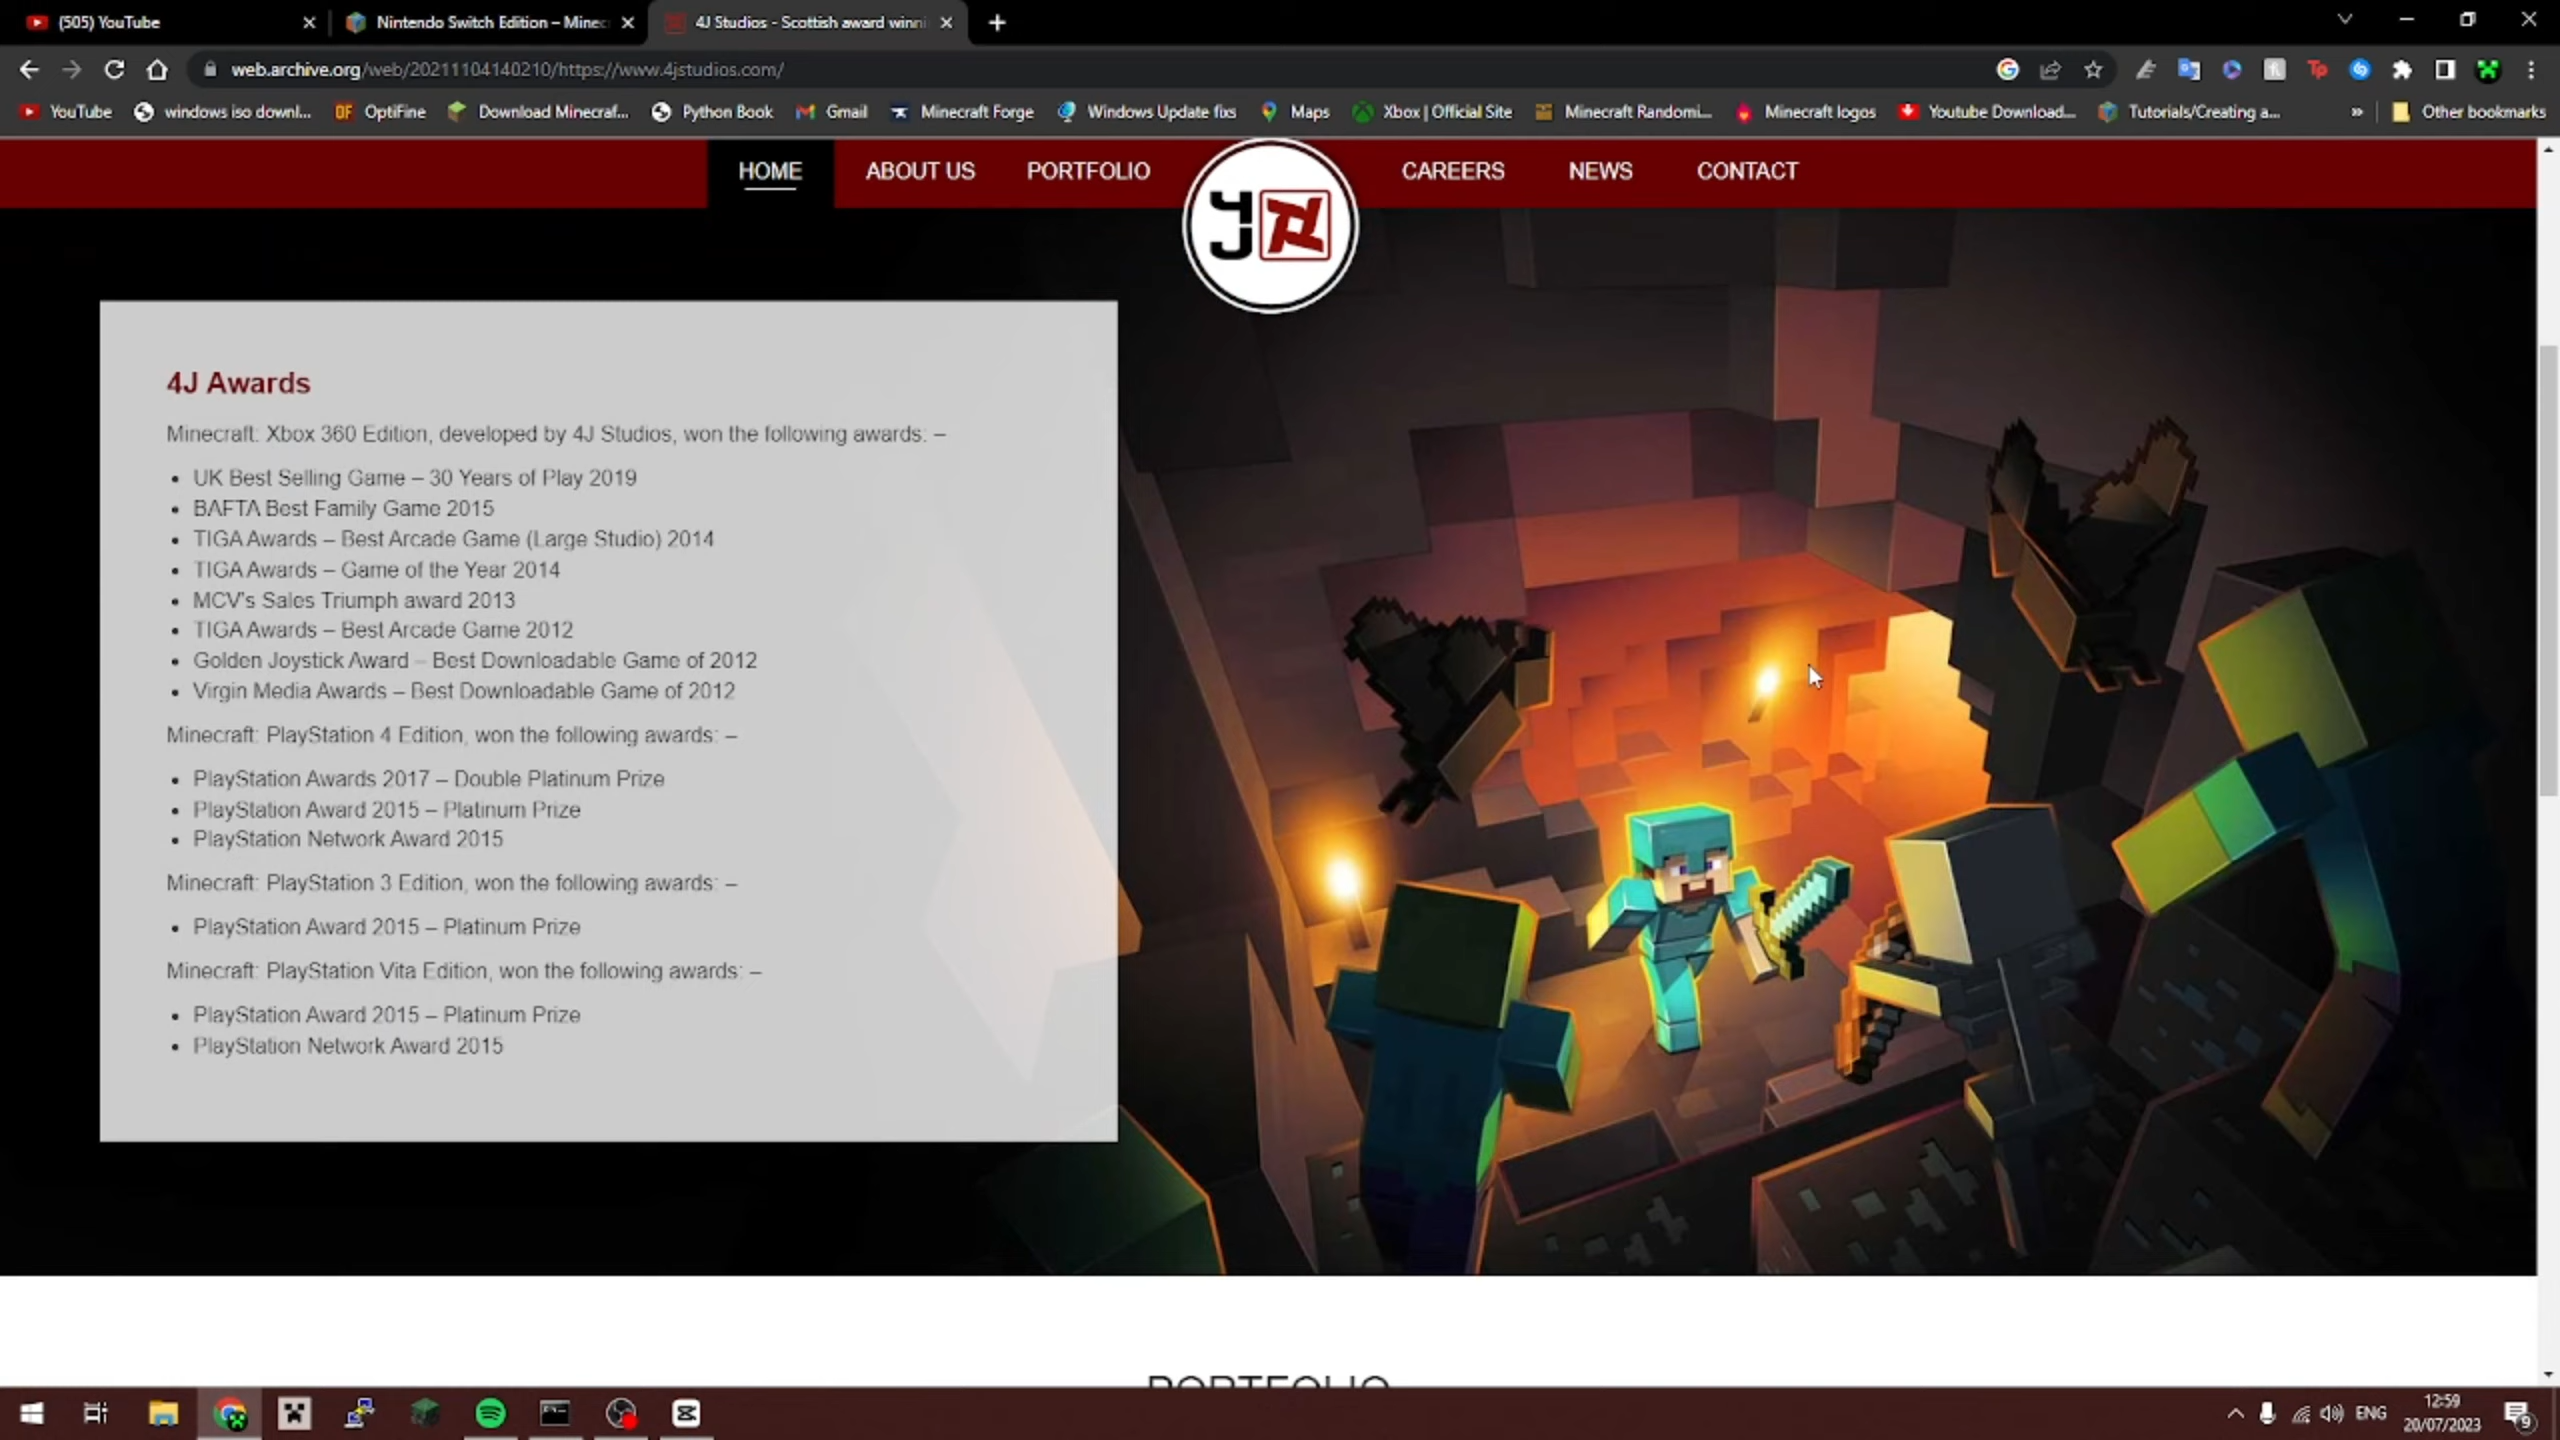 (505) YouTube
Nintendo Switch Edition – Minec
4J Studios - Scottish award winni
web.archive.org/web/20211104140210/https://www.4jstudios.com/
YouTube
windows iso downl...
OptiFine
Download Minecraf...
Python Book
Gmail
Minecraft Forge
Windows Update fixs
Maps
Xbox | Official Site
Minecraft Randomi...
Minecraft logos
Youtube Download...
Tutorials/Creating a...
»
Other bookmarks
HOME
ABOUT US
PORTFOLIO
4J
CAREERS
NEWS
CONTACT
4J Awards
Minecraft: Xbox 360 Edition, developed by 4J Studios, won the following awards: –
• UK Best Selling Game – 30 Years of Play 2019
• BAFTA Best Family Game 2015
• TIGA Awards – Best Arcade Game (Large Studio) 2014
• TIGA Awards – Game of the Year 2014
• MCV's Sales Triumph award 2013
• TIGA Awards – Best Arcade Game 2012
• Golden Joystick Award – Best Downloadable Game of 2012
• Virgin Media Awards – Best Downloadable Game of 2012
Minecraft: PlayStation 4 Edition, won the following awards: –
• PlayStation Awards 2017 – Double Platinum Prize
• PlayStation Award 2015 – Platinum Prize
• PlayStation Network Award 2015
Minecraft: PlayStation 3 Edition, won the following awards: –
• PlayStation Award 2015 – Platinum Prize
Minecraft: PlayStation Vita Edition, won the following awards: –
• PlayStation Award 2015 – Platinum Prize
• PlayStation Network Award 2015
PORTFOLIO
ENG
12:59
20/07/2023
9